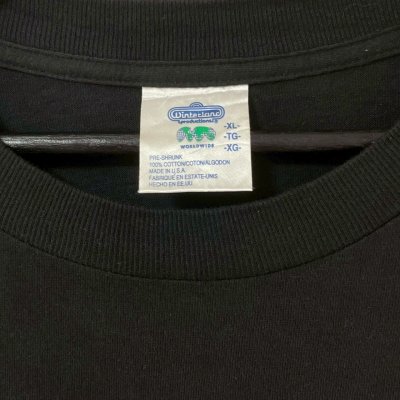 Winterland
productions
WORLDWIDE
-XL-
-TG-
-XG-
PRE-SHRUNK
100% COTTON/COTON/ALGODON
MADE IN U.S.A.
FABRIQUE EN ETATS-UNIS
HECHO EN EE.UU.